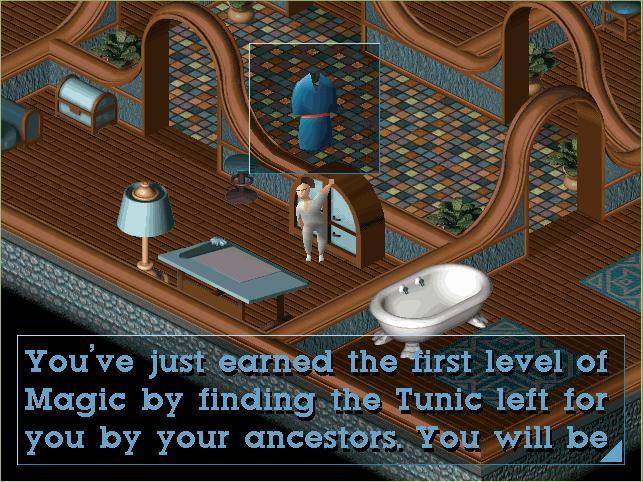 You've just earned the first level of
Magic by finding the Tunic left for
you by your ancestors. You will be